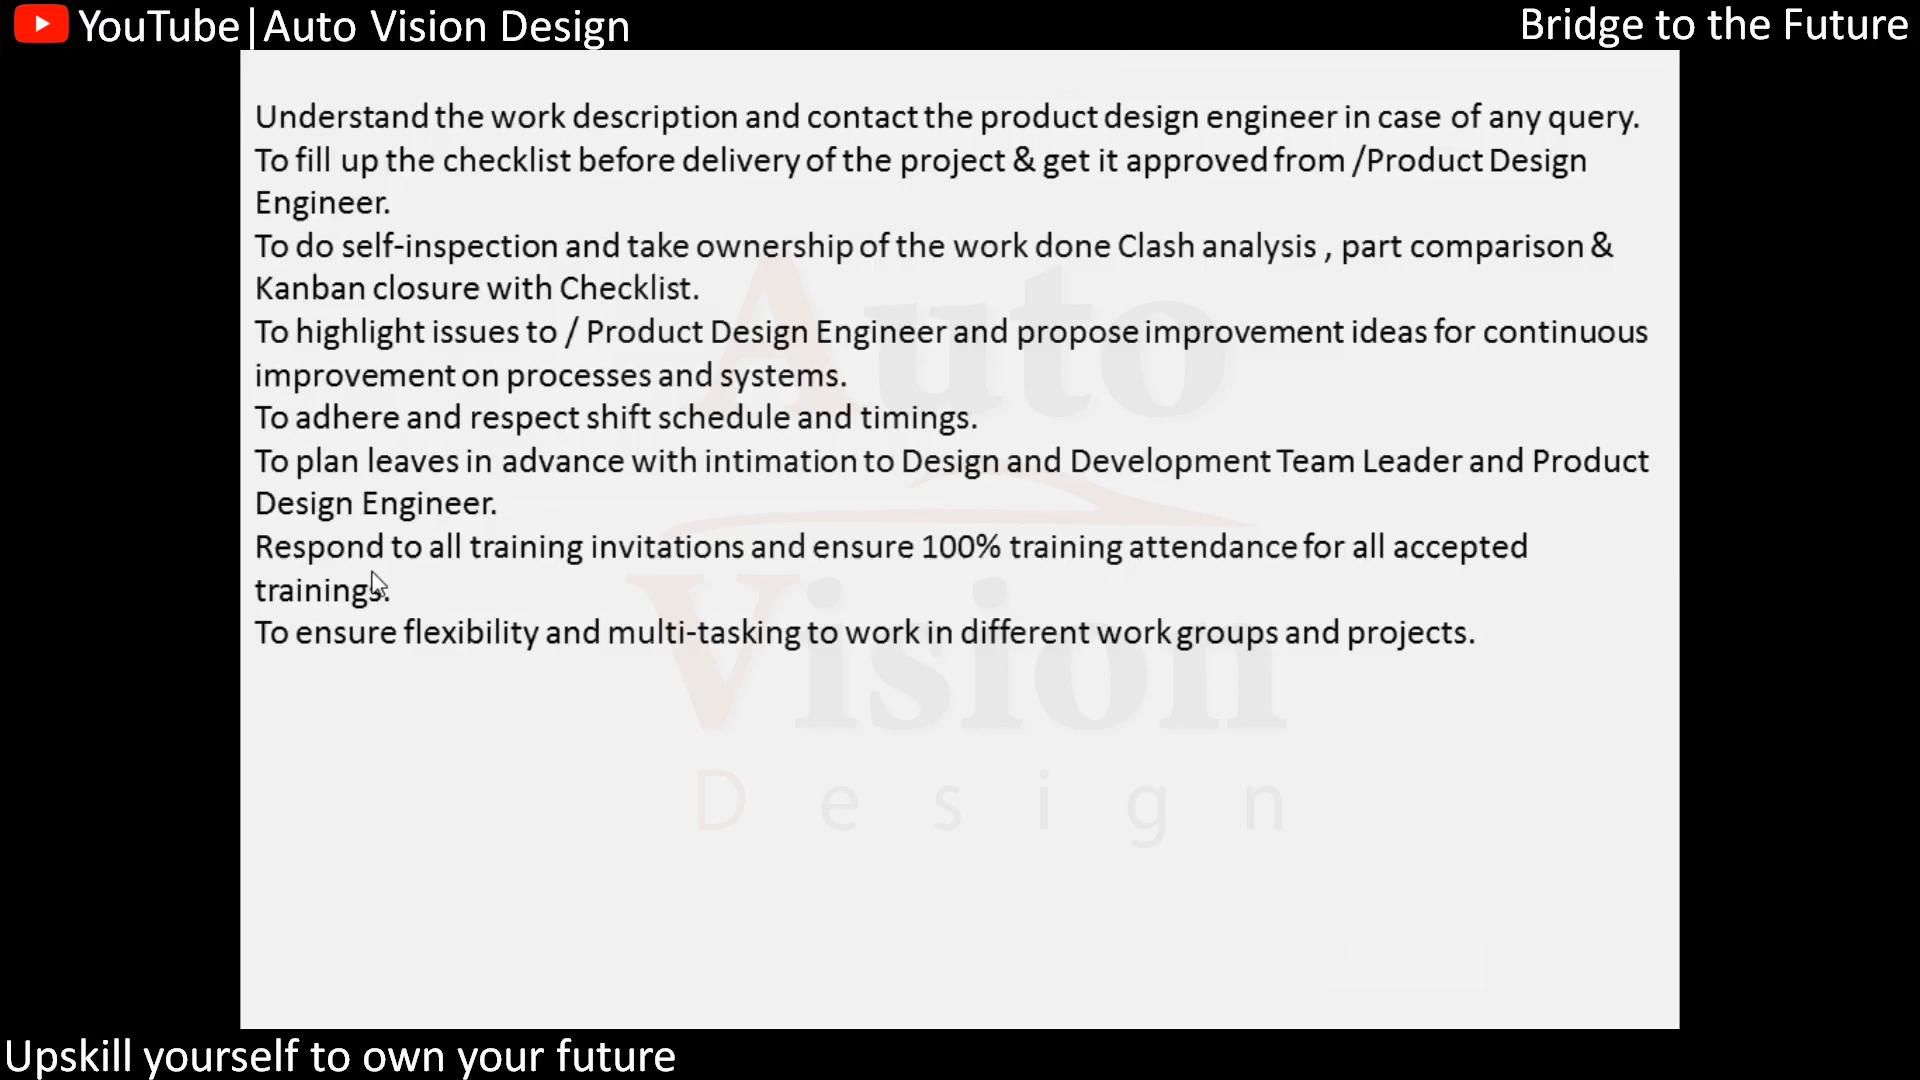 YouTube|Auto Vision Design
Bridge to the Future
Understand the work description and contact the product design engineer in case of any query.
To fill up the checklist before delivery of the project & get it approved from /Product Design
Engineer.
To do self-inspection and take ownership of the work done Clash analysis , part comparison &
Kanban closure with Checklist.
To highlight issues to / Product Design Engineer and propose improvement ideas for continuous
improvement on processes and systems.
To adhere and respect shift schedule and timings.
To plan leaves in advance with intimation to Design and Development Team Leader and Product
Design Engineer.
Respond to all training invitations and ensure 100% training attendance for all accepted
trainings.
To ensure flexibility and multi-tasking to work in different work groups and projects.
Auto
Vision
Design
Upskill yourself to own your future